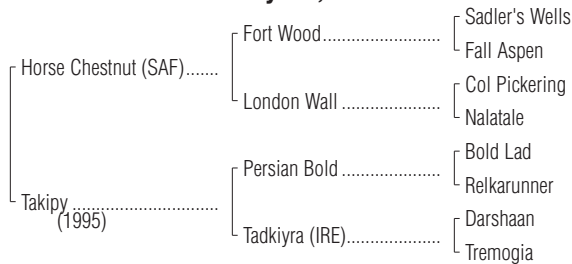 Sadler's Wells
Fort Wood
Fall Aspen
Horse Chestnut (SAF)
Col Pickering
London Wall
Nalatale
Bold Lad
Persian Bold
Relkarunner
Takipy
(1995)
Darshaan
Tadkiyra (IRE)
Tremogia